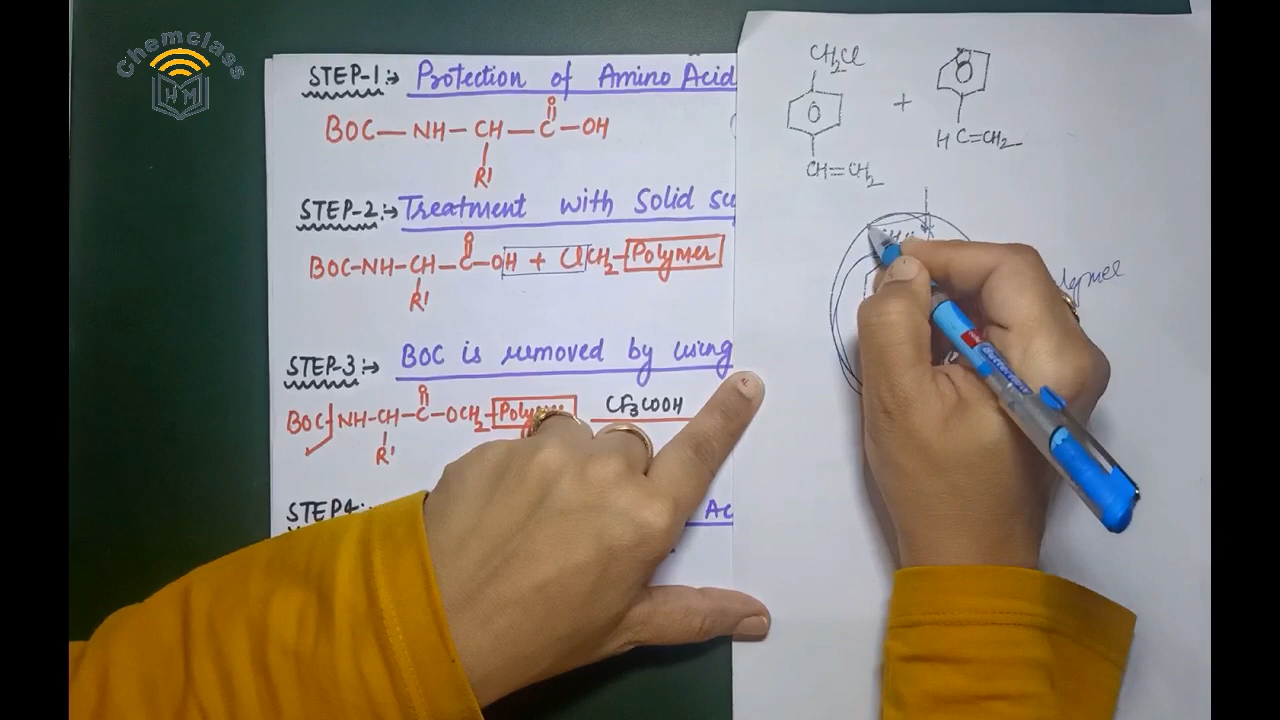 Chemclass
HM
STEP-1:→ Protection of Amino Acid
BOC—NH—CH—C—OH
O
R'
STEP-2:→ Treatment with Solid su
BOC-NH-CH-C-OH + ClCH2-Polymer
O
R'
STEP-3:→ BOC is removed by using
BOC NH-CH-C-OCH2-Polymer CF3COOH
O
R'
STEP4:- Ac
CH2Cl
O
+
O
HC=CH2
CH=CH2